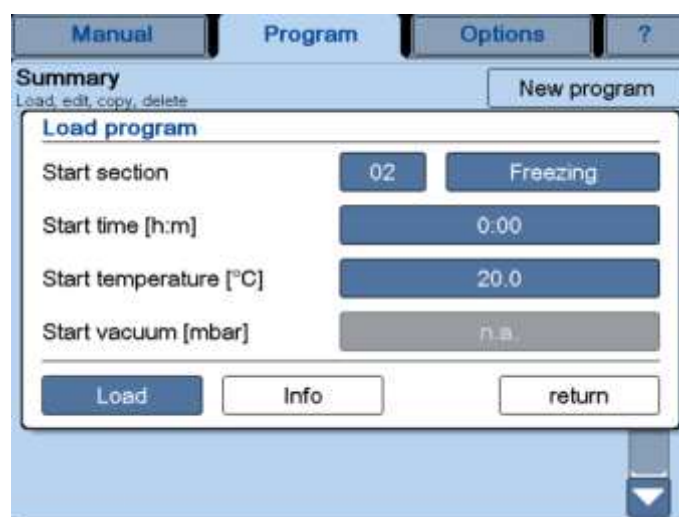 Manual Program Options ?
Summary New program
Load, edit, copy, delete
Load program
Start section 02 Freezing
Start time [h:m] 0:00
Start temperature [°C] 20.0
Start vacuum [mbar] n.a.
Load Info return